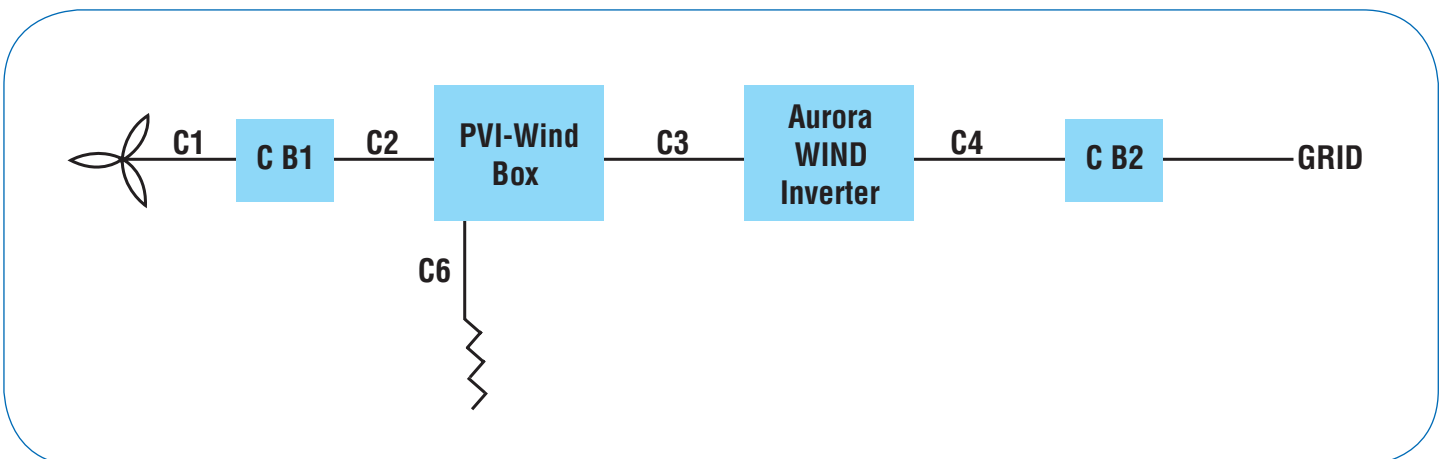 C1
C B1
C2
PVI-Wind
Box
C3
Aurora
WIND
Inverter
C4
C B2
GRID
C6